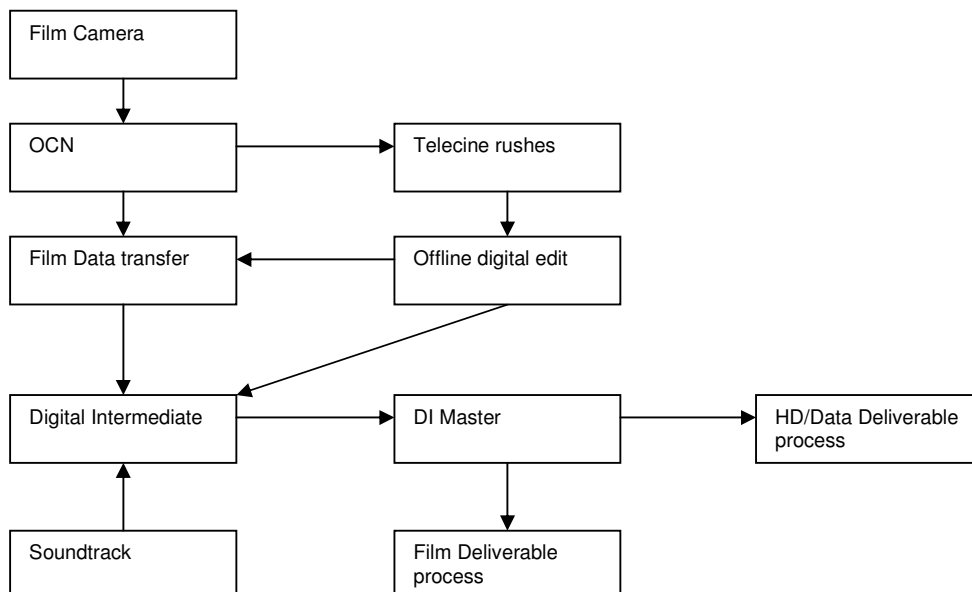 Film Camera
OCN
Telecine rushes
Film Data transfer
Offline digital edit
Digital Intermediate
DI Master
HD/Data Deliverable
process
Soundtrack
Film Deliverable
process